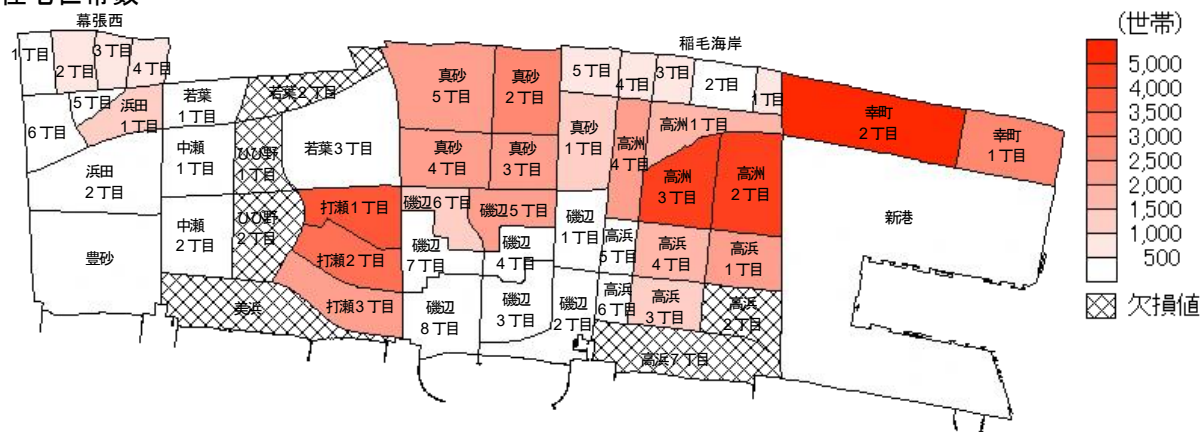 幕張西
1丁目
2丁目
3丁目
4丁目
5丁目
6丁目
浜田
1丁目
浜田
2丁目
豊砂
若葉
1丁目
若葉2丁目
若葉3丁目
中瀬
1丁目
中瀬
2丁目
ひび野
1丁目
ひび野
2丁目
美浜
打瀬1丁目
打瀬2丁目
打瀬3丁目
真砂
5丁目
真砂
2丁目
真砂
4丁目
真砂
3丁目
真砂
1丁目
磯辺6丁目
磯辺5丁目
磯辺
7丁目
磯辺
4丁目
磯辺
8丁目
磯辺
3丁目
磯辺
1丁目
磯辺
2丁目
稲毛海岸
5丁目
4丁目
3丁目
2丁目
丁目
高洲1丁目
高洲
4丁目
高洲
3丁目
高洲
2丁目
高浜
5丁目
高浜
4丁目
高浜
1丁目
高浜
6丁目
高浜
3丁目
高浜
2丁目
高浜7丁目
幸町
2丁目
幸町
1丁目
新港
(世帯)
5,000
4,000
3,500
3,000
2,500
2,000
1,500
1,000
500
欠損値